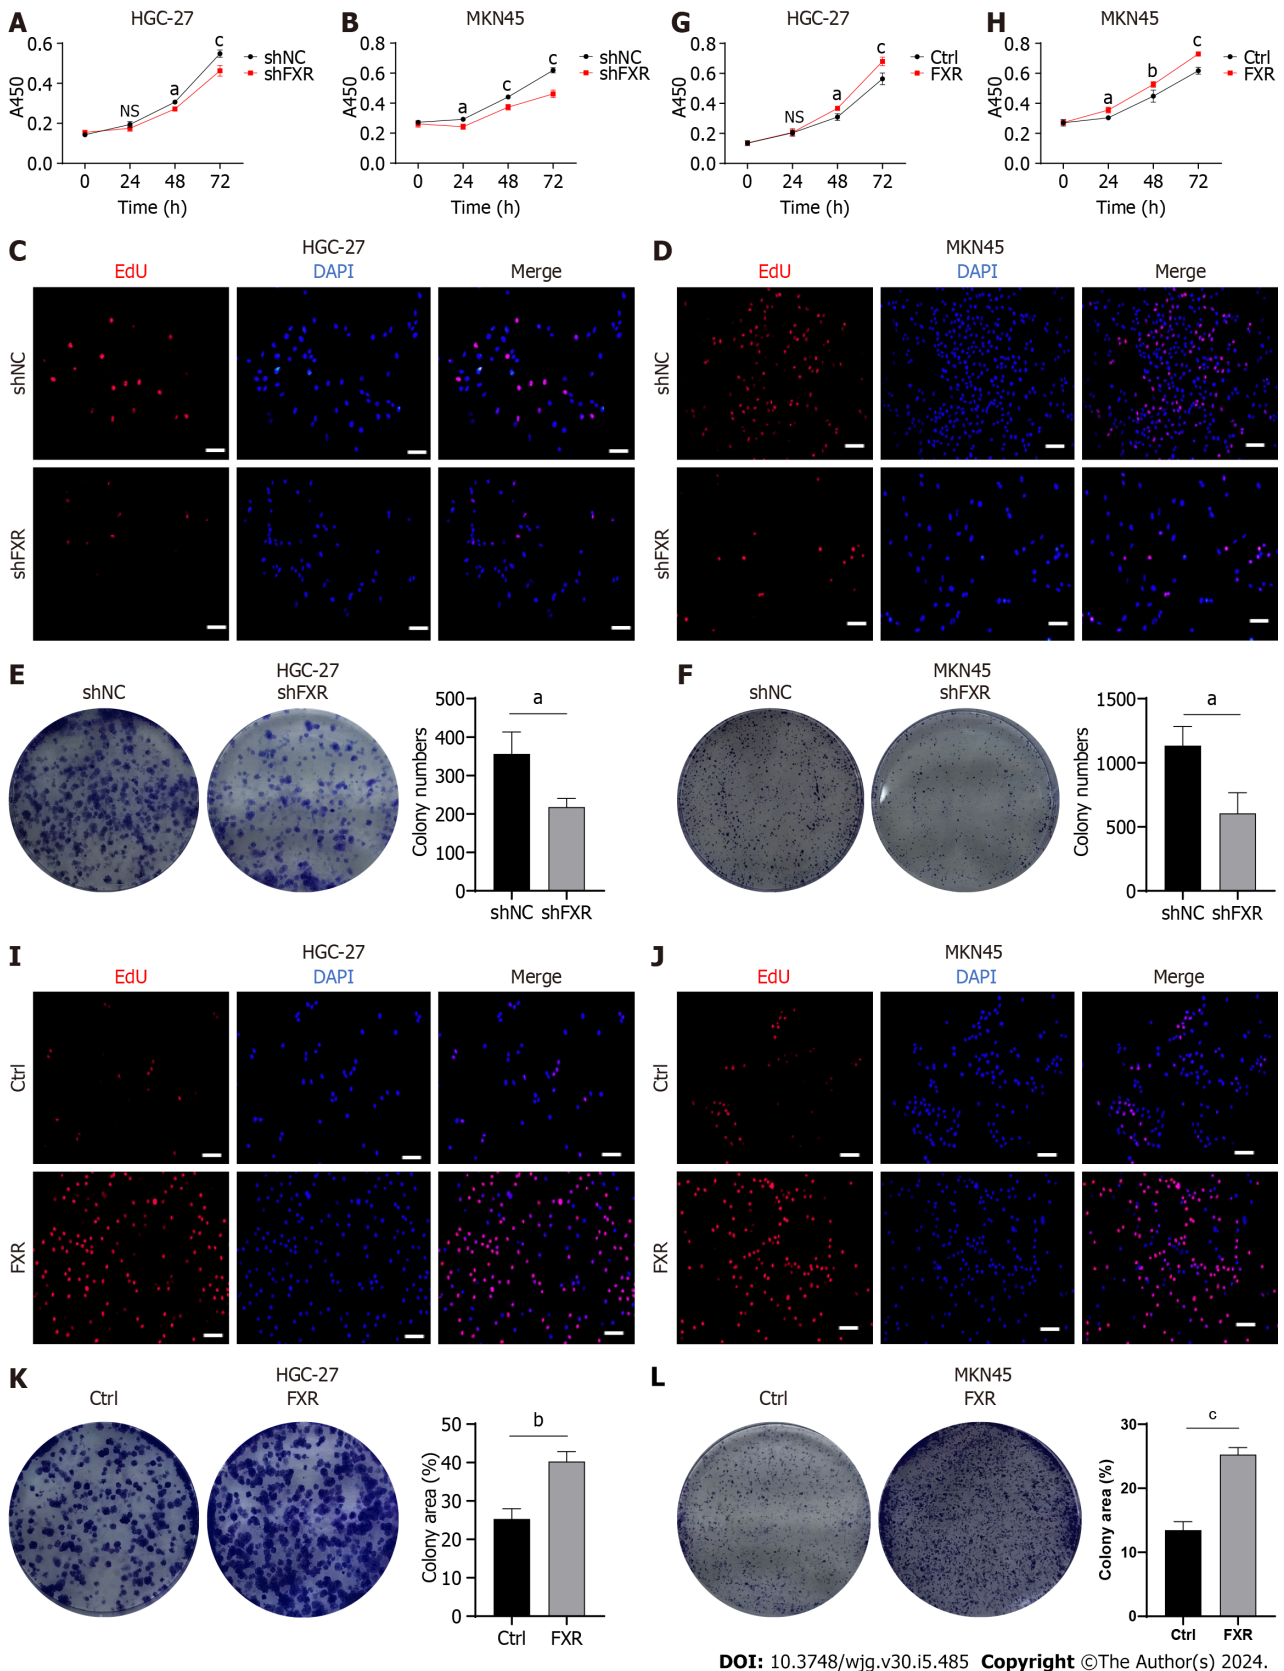 A HGC-27
0.6
0.4
0.2
0.0
A450
NS a c
shNC
shFXR
0 24 48 72
Time (h)
B MKN45
0.8
0.6
0.4
0.2
0.0
A450
a c c
shNC
shFXR
0 24 48 72
Time (h)
G HGC-27
0.8
0.6
0.4
0.2
0.0
A450
NS a c
Ctrl
FXR
0 24 48 72
Time (h)
H MKN45
0.8
0.6
0.4
0.2
0.0
A450
a b c
Ctrl
FXR
0 24 48 72
Time (h)
C HGC-27
EdU DAPI Merge
shNC
shFXR
D MKN45
EdU DAPI Merge
shNC
shFXR
E HGC-27
shNC shFXR
500
400
300
200
100
0
Colony numbers
a
shNC shFXR
F MKN45
shNC shFXR
1500
1000
500
0
Colony numbers
a
shNC shFXR
I HGC-27
EdU DAPI Merge
Ctrl
FXR
J MKN45
EdU DAPI Merge
Ctrl
FXR
K HGC-27
Ctrl FXR
50
40
30
20
10
0
Colony area (%)
b
Ctrl FXR
L MKN45
Ctrl FXR
30
20
10
0
Colony area (%)
c
Ctrl FXR
DOI: 10.3748/wjg.v30.i5.485 Copyright ©The Author(s) 2024.